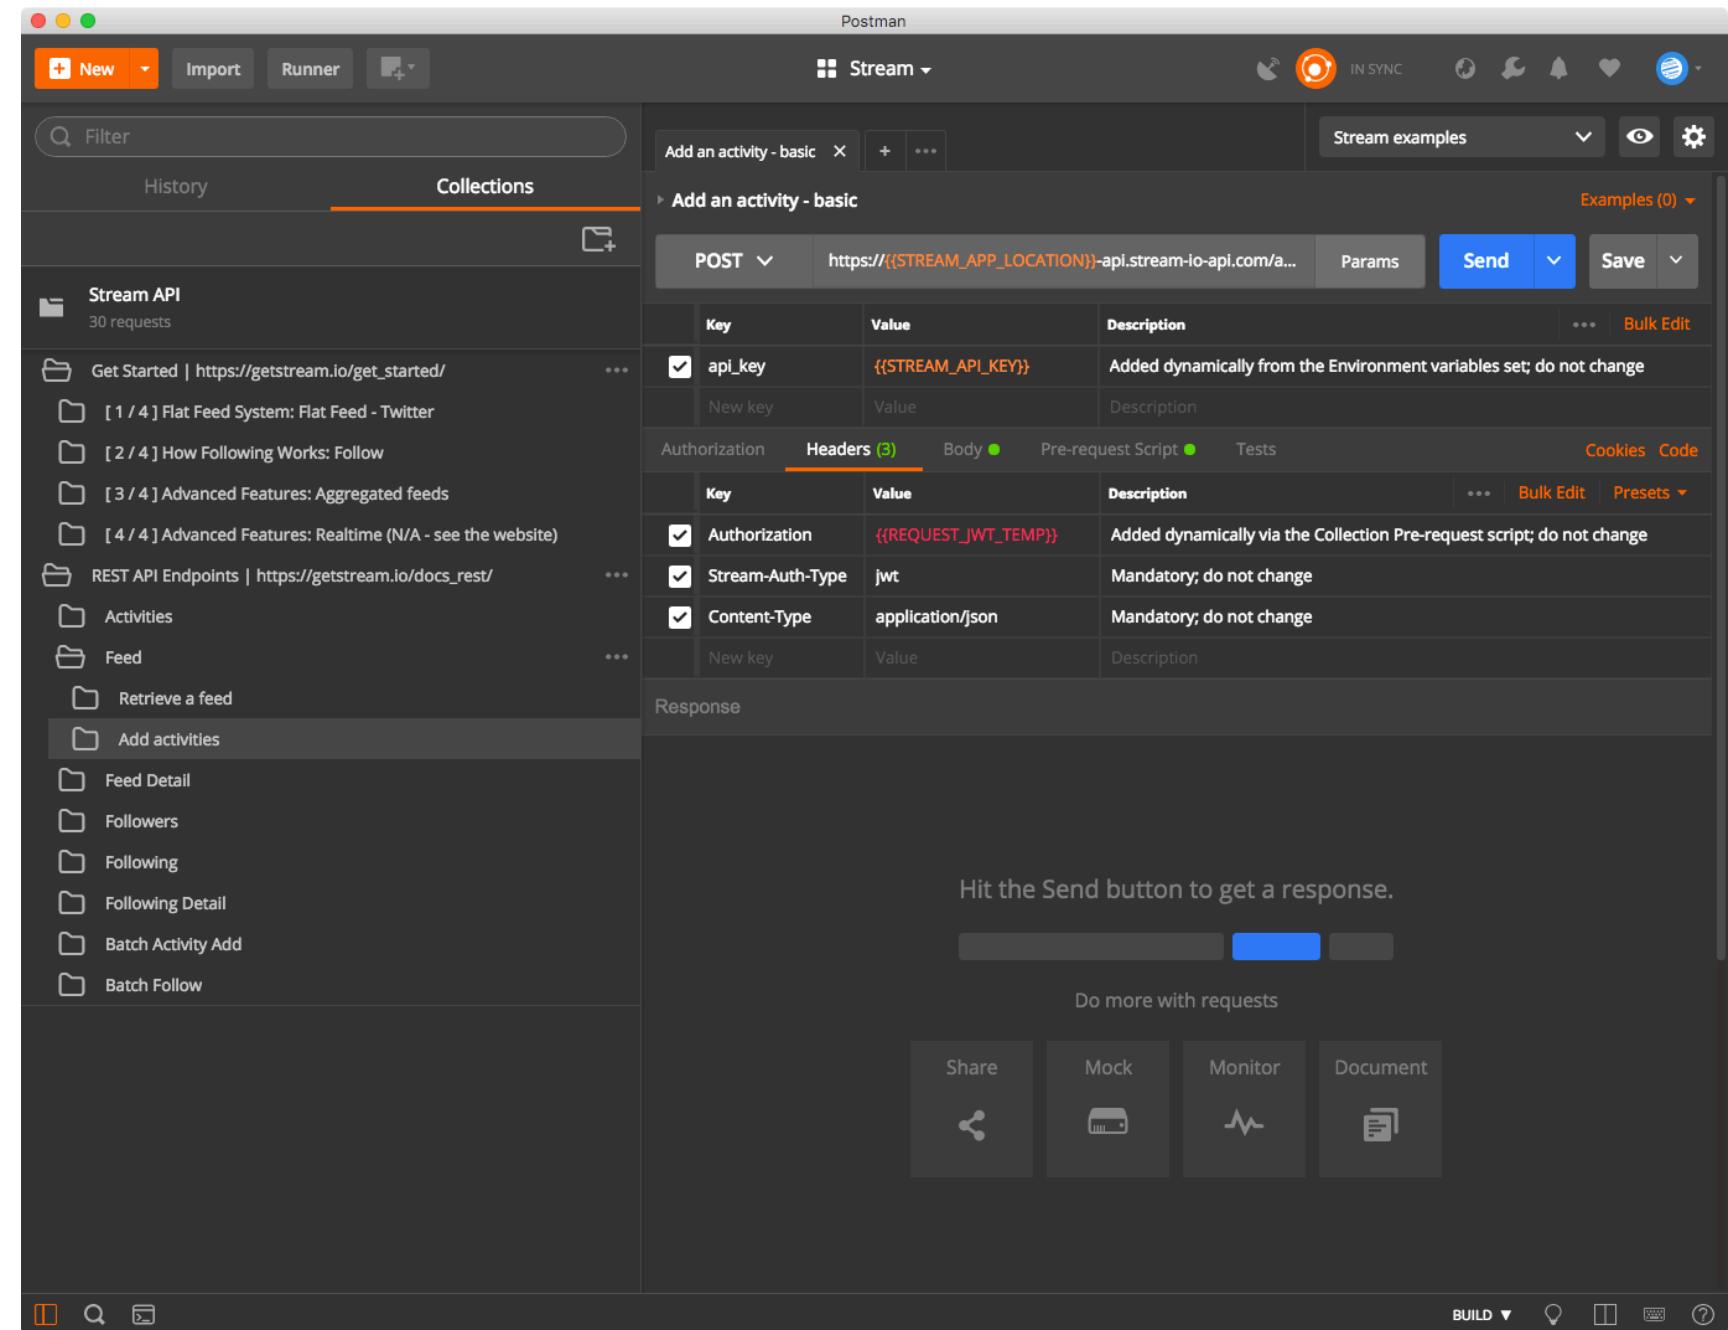 Postman
New
Import
Runner
Stream
IN SYNC
Filter
History
Collections
Stream API
30 requests
Get Started | https://getstream.io/get_started/
[ 1 / 4 ] Flat Feed System: Flat Feed - Twitter
[ 2 / 4 ] How Following Works: Follow
[ 3 / 4 ] Advanced Features: Aggregated feeds
[ 4 / 4 ] Advanced Features: Realtime (N/A - see the website)
REST API Endpoints | https://getstream.io/docs_rest/
Activities
Feed
Retrieve a feed
Add activities
Feed Detail
Followers
Following
Following Detail
Batch Activity Add
Batch Follow
Add an activity - basic
Stream examples
Add an activity - basic
Examples (0)
POST
https://{{STREAM_APP_LOCATION}}-api.stream-io-api.com/a...
Params
Send
Save
Key Value Description Bulk Edit
api_key {{STREAM_API_KEY}} Added dynamically from the Environment variables set; do not change
New key Value Description
Authorization Headers (3) Body Pre-request Script Tests Cookies Code
Key Value Description Bulk Edit Presets
Authorization {{REQUEST_JWT_TEMP}} Added dynamically via the Collection Pre-request script; do not change
Stream-Auth-Type jwt Mandatory; do not change
Content-Type application/json Mandatory; do not change
New key Value Description
Response
Hit the Send button to get a response.
Do more with requests
Share Mock Monitor Document
BUILD